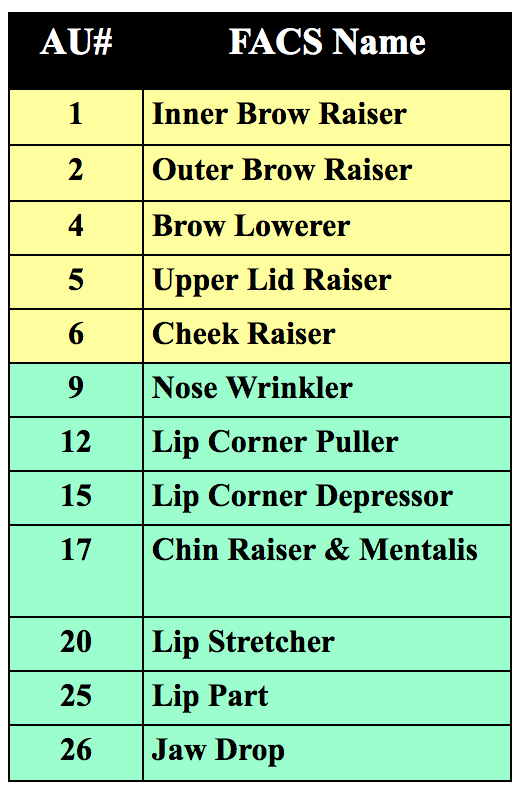 AU# FACS Name
1 Inner Brow Raiser
2 Outer Brow Raiser
4 Brow Lowerer
5 Upper Lid Raiser
6 Cheek Raiser
9 Nose Wrinkler
12 Lip Corner Puller
15 Lip Corner Depressor
17 Chin Raiser & Mentalis
20 Lip Stretcher
25 Lip Part
26 Jaw Drop